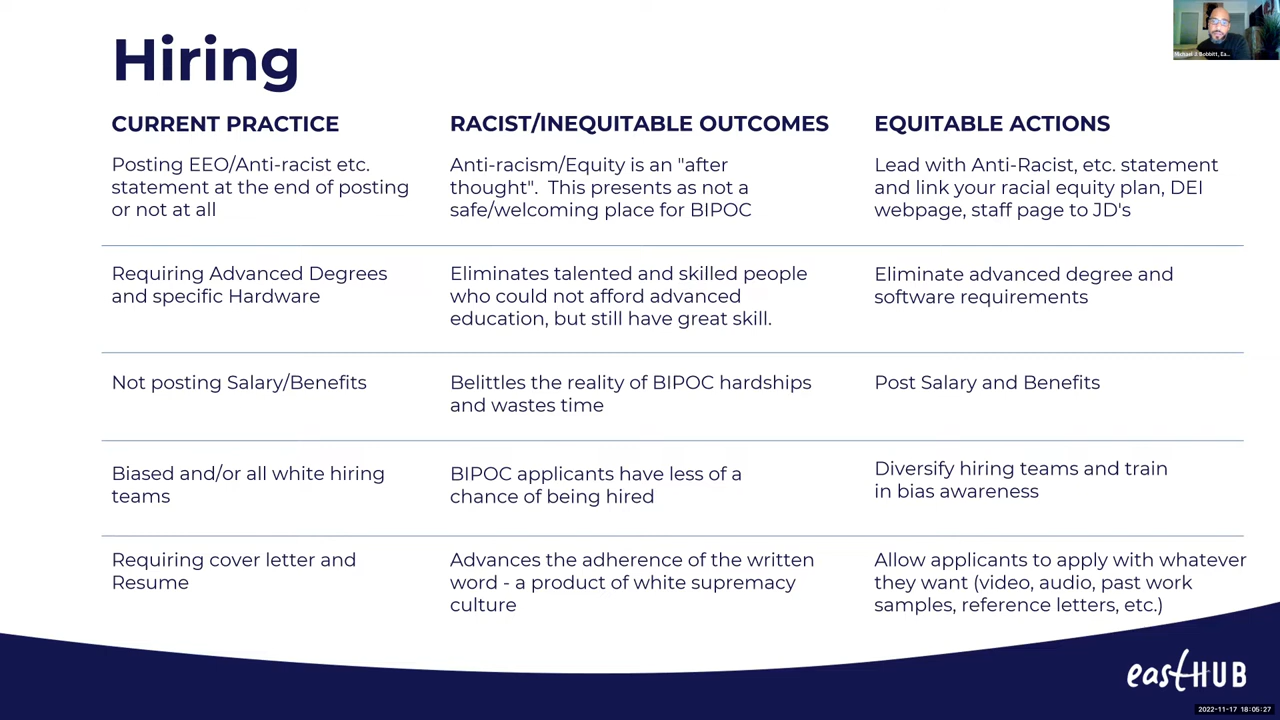 Hiring
CURRENT PRACTICE
RACIST/INEQUITABLE OUTCOMES
EQUITABLE ACTIONS
Posting EEO/Anti-racist etc.
statement at the end of posting
or not at all
Anti-racism/Equity is an "after
thought".  This presents as not a
safe/welcoming place for BIPOC
Lead with Anti-Racist, etc. statement
and link your racial equity plan, DEI
webpage, staff page to JD's
Requiring Advanced Degrees
and specific Hardware
Eliminates talented and skilled people
who could not afford advanced
education, but still have great skill.
Eliminate advanced degree and
software requirements
Not posting Salary/Benefits
Belittles the reality of BIPOC hardships
and wastes time
Post Salary and Benefits
Biased and/or all white hiring
teams
BIPOC applicants have less of a
chance of being hired
Diversify hiring teams and train
in bias awareness
Requiring cover letter and
Resume
Advances the adherence of the written
word - a product of white supremacy
culture
Allow applicants to apply with whatever
they want (video, audio, past work
samples, reference letters, etc.)
eastHUB
Michael J Bobbitt, Ea...
2022-11-17 18:05:27